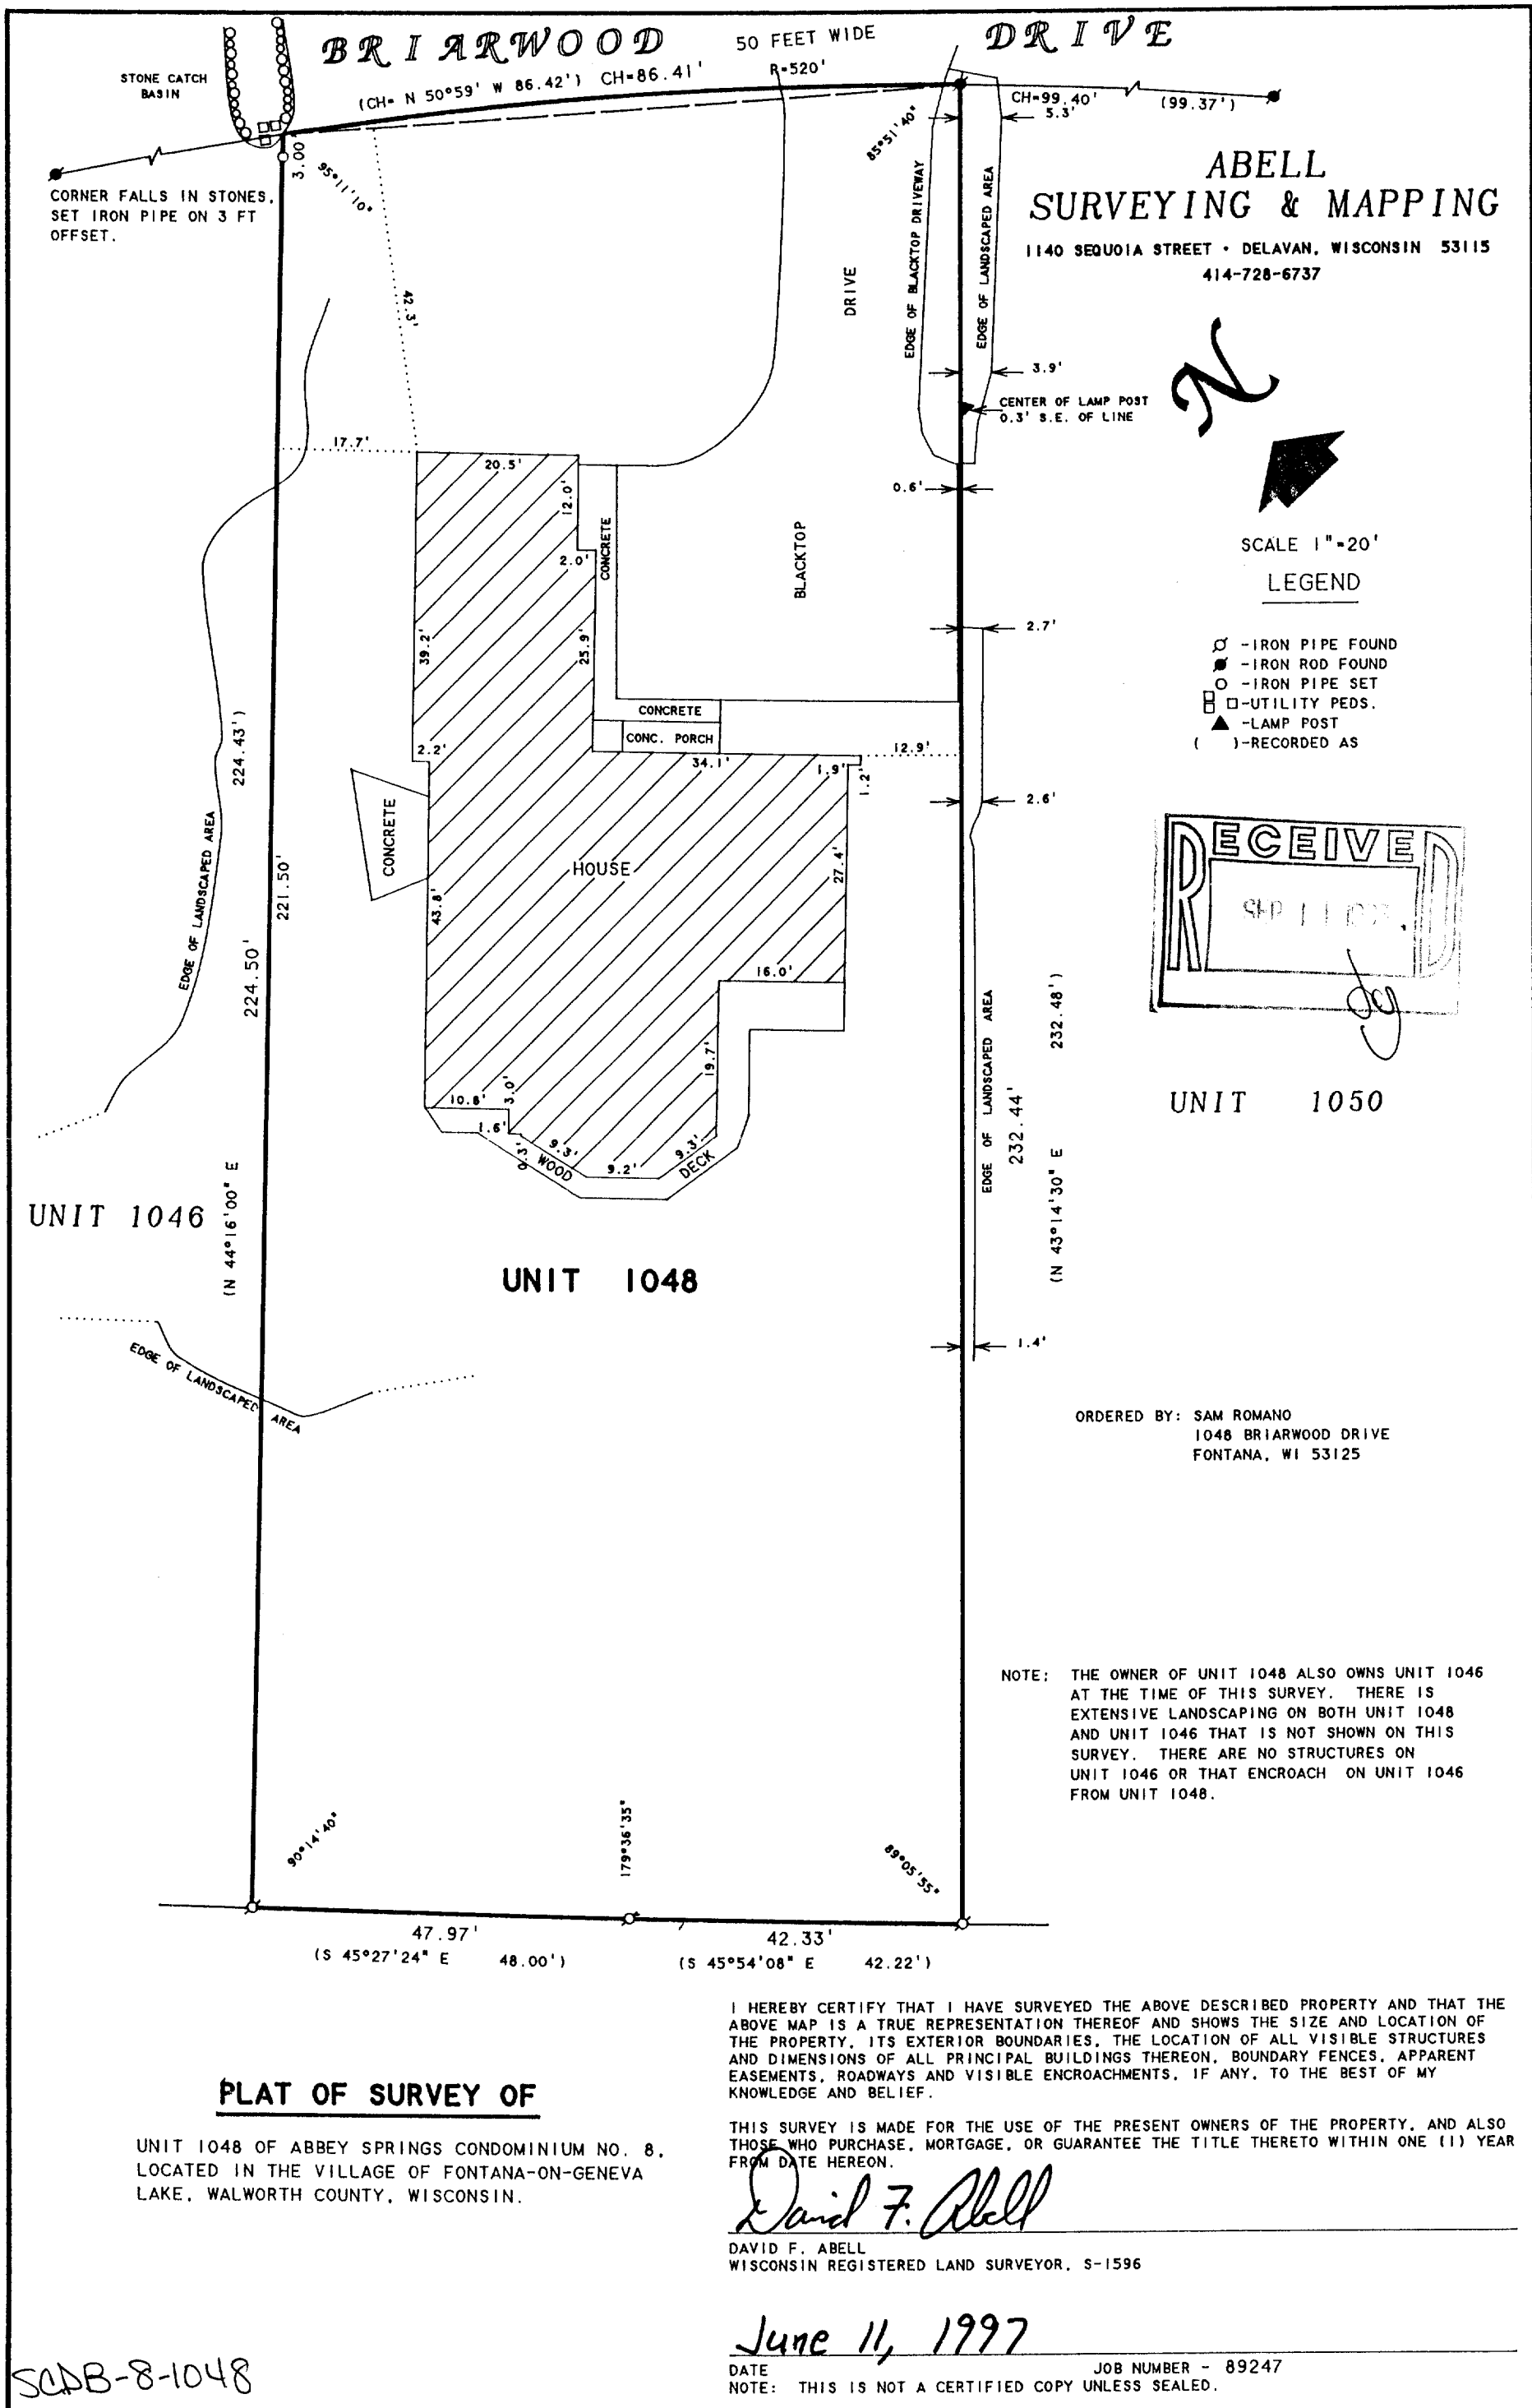 BRIARWOOD 50 FEET WIDE DRIVE
STONE CATCH
BASIN
(CH= N 50°59' W 86.42') CH=86.41' R=520'
CH=99.40' (99.37')
5.3'
3.00'
95°11'10"
85°51'40"
CORNER FALLS IN STONES,
SET IRON PIPE ON 3 FT
OFFSET.
ABELL
SURVEYING & MAPPING
1140 SEQUOIA STREET • DELAVAN, WISCONSIN 53115
414-728-6737
EDGE OF BLACKTOP DRIVEWAY
EDGE OF LANDSCAPED AREA
DRIVE
42.3'
3.9'
CENTER OF LAMP POST
0.3' S.E. OF LINE
N
17.7'
20.5'
12.0'
0.6'
2.0'
CONCRETE
BLACKTOP
SCALE 1"=20'
LEGEND
-IRON PIPE FOUND
-IRON ROD FOUND
-IRON PIPE SET
-UTILITY PEDS.
-LAMP POST
( )-RECORDED AS
39.2'
25.9'
2.7'
CONCRETE
CONC. PORCH
2.2'
34.1'
1.9'
1.2'
12.9'
2.6'
CONCRETE
HOUSE
43.8'
27.4'
16.0'
224.43')
221.50'
224.50'
(N 44°16'00" E
EDGE OF LANDSCAPED AREA
RECEIVED
SEP 11
19.7'
10.8'
3.0'
1.6'
0.3'
9.3'
9.2'
9.3'
WOOD
DECK
EDGE OF LANDSCAPED AREA
232.48')
232.44'
(N 43°14'30" E
UNIT 1050
UNIT 1046
UNIT 1048
1.4'
EDGE OF LANDSCAPED AREA
ORDERED BY: SAM ROMANO
1048 BRIARWOOD DRIVE
FONTANA, WI 53125
NOTE: THE OWNER OF UNIT 1048 ALSO OWNS UNIT 1046
AT THE TIME OF THIS SURVEY. THERE IS
EXTENSIVE LANDSCAPING ON BOTH UNIT 1048
AND UNIT 1046 THAT IS NOT SHOWN ON THIS
SURVEY. THERE ARE NO STRUCTURES ON
UNIT 1046 OR THAT ENCROACH ON UNIT 1046
FROM UNIT 1048.
90°14'40"
179°36'35"
89°05'55"
47.97' 42.33'
(S 45°27'24" E 48.00') (S 45°54'08" E 42.22')
PLAT OF SURVEY OF
UNIT 1048 OF ABBEY SPRINGS CONDOMINIUM NO. 8,
LOCATED IN THE VILLAGE OF FONTANA-ON-GENEVA
LAKE, WALWORTH COUNTY, WISCONSIN.
I HEREBY CERTIFY THAT I HAVE SURVEYED THE ABOVE DESCRIBED PROPERTY AND THAT THE
ABOVE MAP IS A TRUE REPRESENTATION THEREOF AND SHOWS THE SIZE AND LOCATION OF
THE PROPERTY, ITS EXTERIOR BOUNDARIES, THE LOCATION OF ALL VISIBLE STRUCTURES
AND DIMENSIONS OF ALL PRINCIPAL BUILDINGS THEREON, BOUNDARY FENCES, APPARENT
EASEMENTS, ROADWAYS AND VISIBLE ENCROACHMENTS, IF ANY, TO THE BEST OF MY
KNOWLEDGE AND BELIEF.
THIS SURVEY IS MADE FOR THE USE OF THE PRESENT OWNERS OF THE PROPERTY, AND ALSO
THOSE WHO PURCHASE, MORTGAGE, OR GUARANTEE THE TITLE THERETO WITHIN ONE (1) YEAR
FROM DATE HEREON.
David F. Abell
DAVID F. ABELL
WISCONSIN REGISTERED LAND SURVEYOR, S-1596
June 11, 1997
DATE JOB NUMBER - 89247
NOTE: THIS IS NOT A CERTIFIED COPY UNLESS SEALED.
SCDB-8-1048